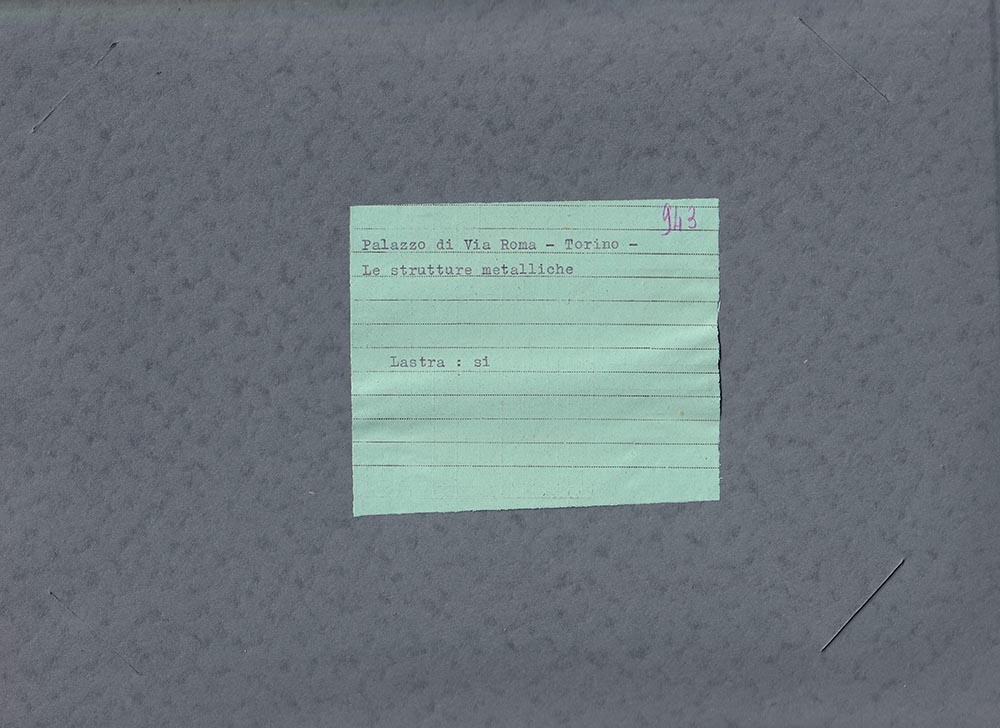 943
Palazzo di Via Roma - Torino -
Le strutture metalliche
Lastra : si